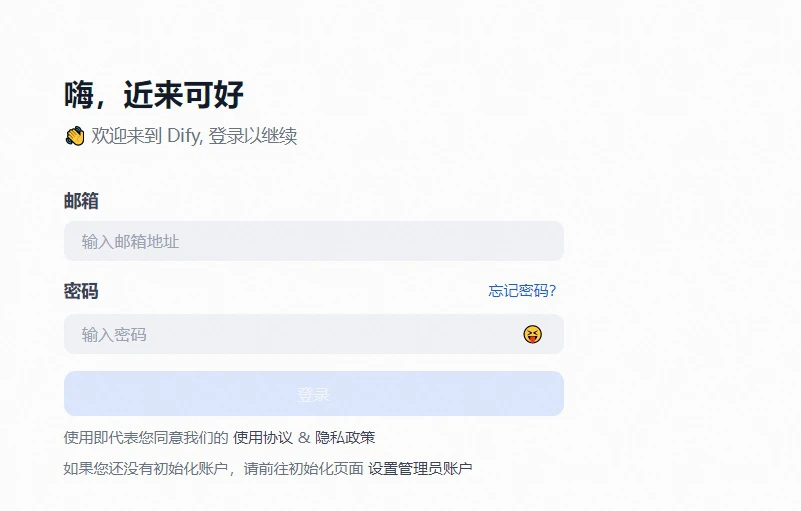 嗨，近来可好
👋 欢迎来到 Dify, 登录以继续
邮箱
输入邮箱地址
密码 忘记密码?
输入密码 😝
登录
使用即代表您同意我们的 使用协议 & 隐私政策
如果您还没有初始化账户，请前往初始化页面 设置管理员账户